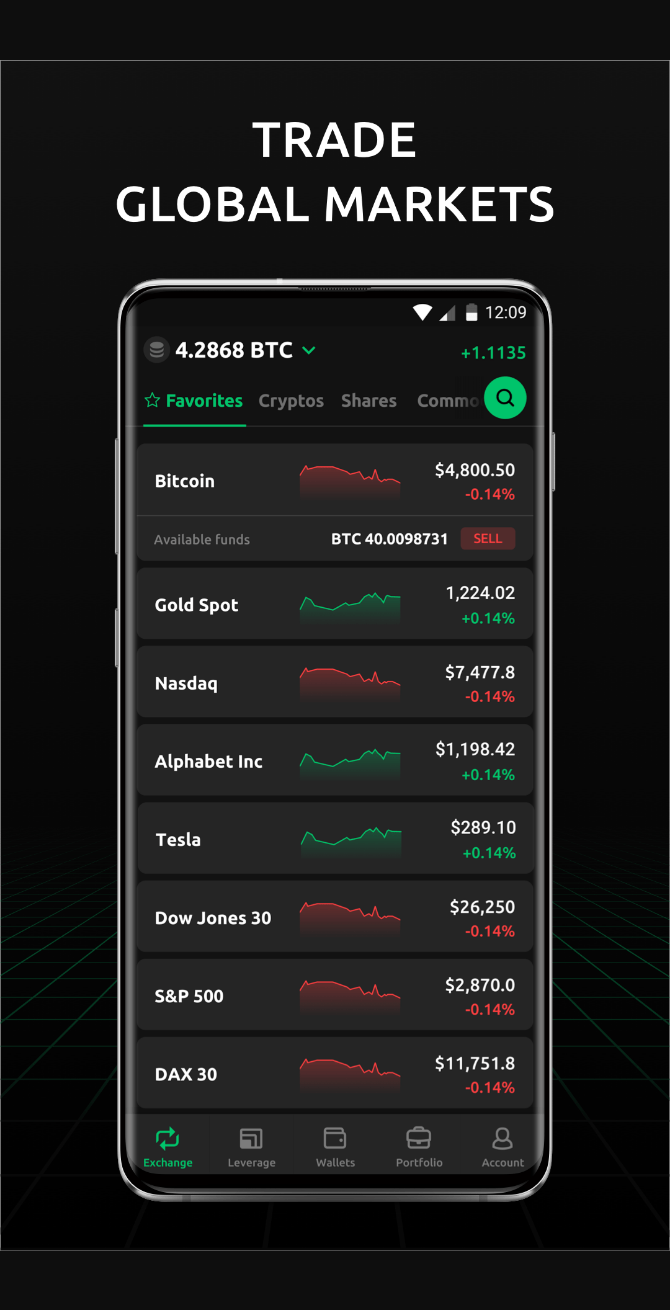 TRADE
GLOBAL MARKETS
12:09
4.2868 BTC
+1.1135
Favorites Cryptos Shares Commo
Bitcoin
$4,800.50
-0.14%
Available funds BTC 40.0098731 SELL
Gold Spot
1,224.02
+0.14%
Nasdaq
$7,477.8
-0.14%
Alphabet Inc
$1,198.42
+0.14%
Tesla
$289.10
+0.14%
Dow Jones 30
$26,250
-0.14%
S&P 500
$2,870.0
-0.14%
DAX 30
$11,751.8
-0.14%
Exchange Leverage Wallets Portfolio Account